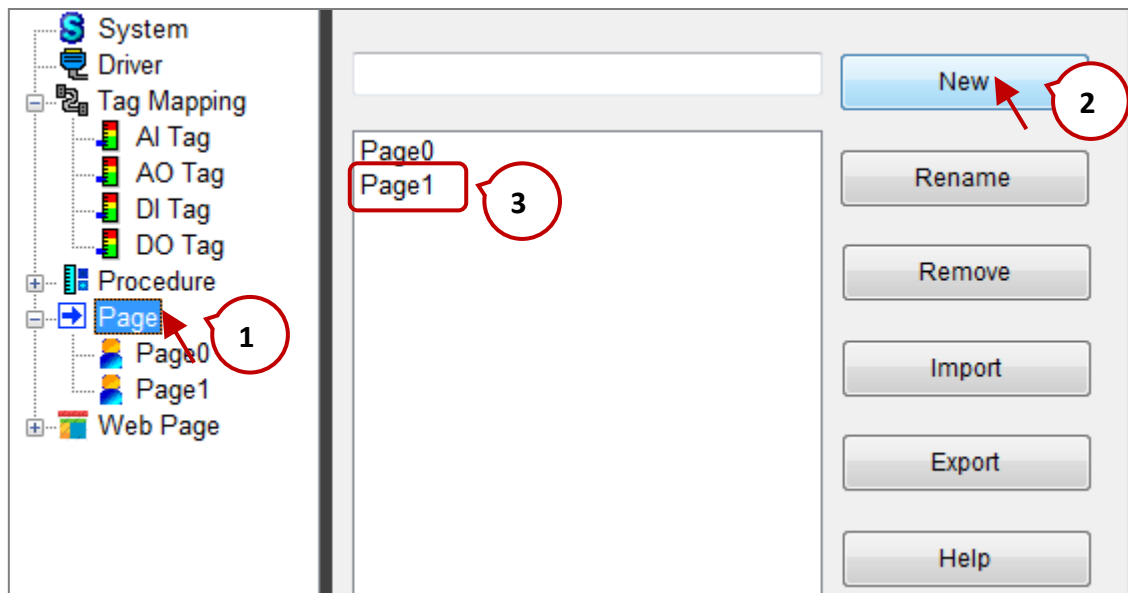 System
Driver
Tag Mapping
AI Tag
AO Tag
DI Tag
DO Tag
Procedure
Page
1
Page0
Page1
Web Page
New
2
Page0
Page1
3
Rename
Remove
Import
Export
Help